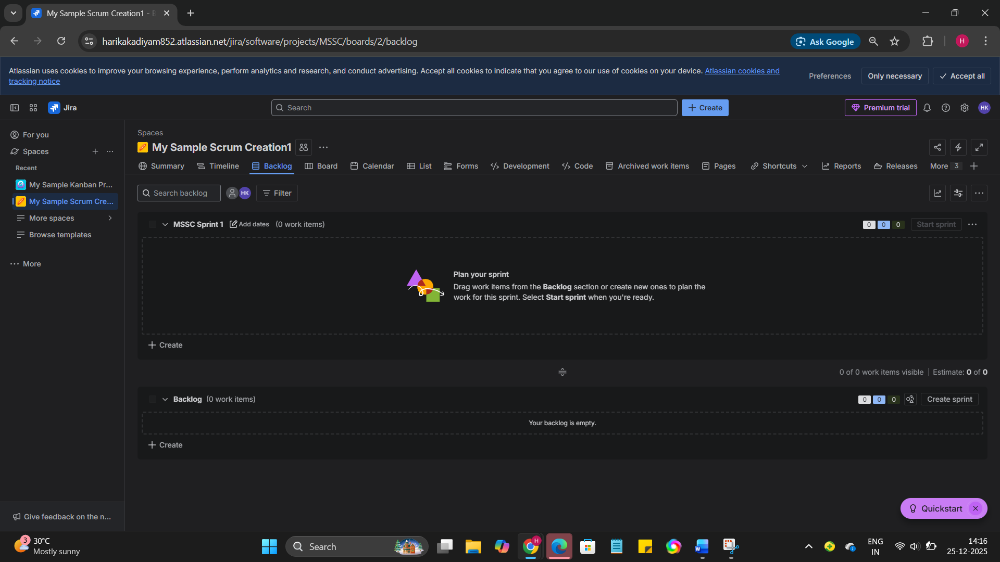 My Sample Scrum Creation1 -
harikakadiyam852.atlassian.net/jira/software/projects/MSSC/boards/2/backlog
Ask Google
H
Atlassian uses cookies to improve your browsing experience, perform analytics and research, and conduct advertising. Accept all cookies to indicate that you agree to our use of cookies on your device. Atlassian cookies and
tracking notice
Preferences
Only necessary
Accept all
Jira
Search
Create
Premium trial
HK
For you
Spaces
Recent
My Sample Kanban Pr...
My Sample Scrum Cre...
More spaces
Browse templates
More
Give feedback on the n...
Spaces
My Sample Scrum Creation1
Summary
Timeline
Backlog
Board
Calendar
List
Forms
Development
Code
Archived work items
Pages
Shortcuts
Reports
Releases
More 3
Search backlog
HK
Filter
MSSC Sprint 1
Add dates
(0 work items)
0 0 0
Start sprint
Plan your sprint
Drag work items from the Backlog section or create new ones to plan the
work for this sprint. Select Start sprint when you're ready.
Create
0 of 0 work items visible
Estimate: 0 of 0
Backlog (0 work items)
0 0 0
Create sprint
Your backlog is empty.
Create
Quickstart
3
30°C
Mostly sunny
Search
H
W
ENG
IN
14:16
25-12-2025